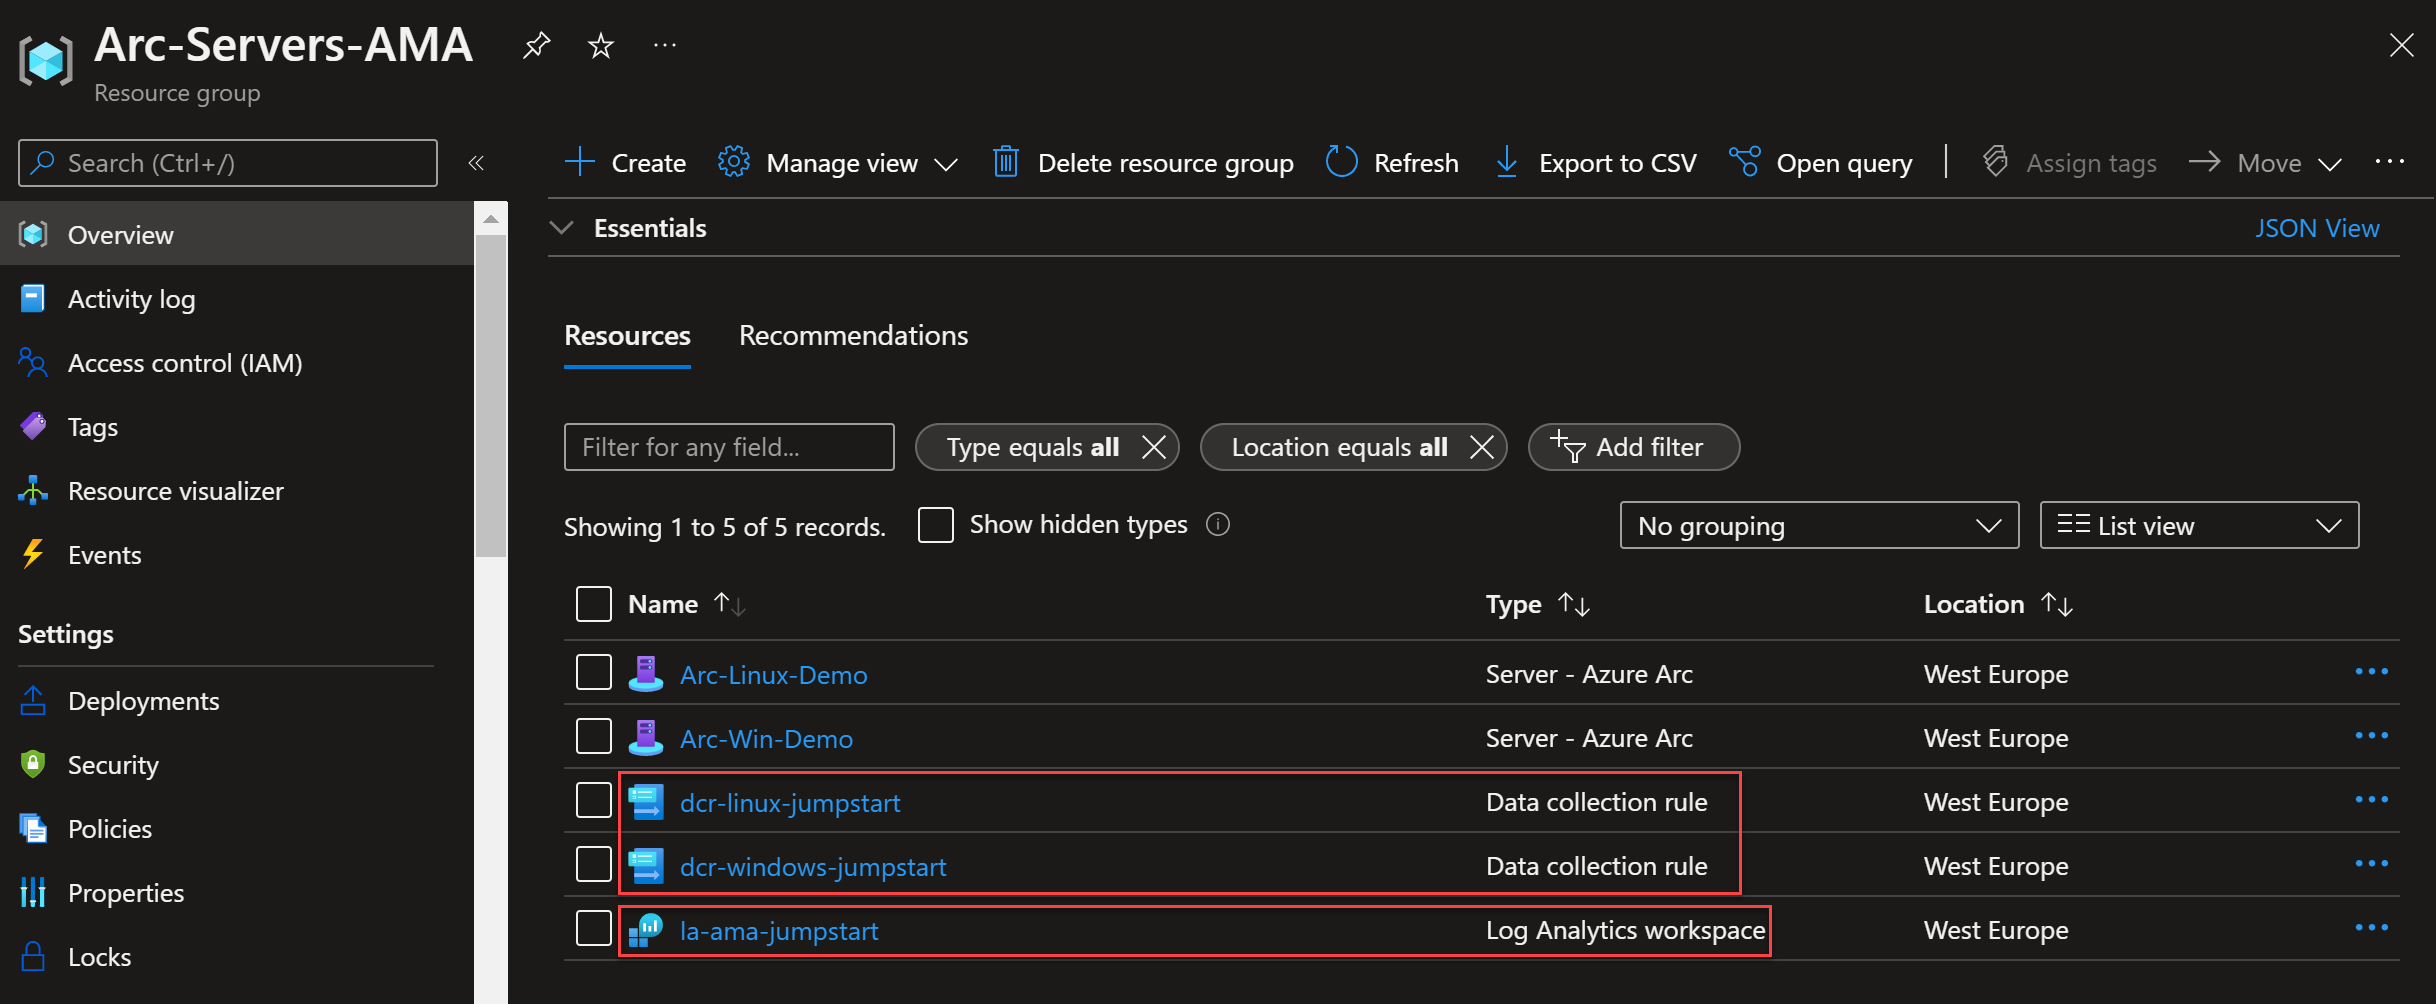 Arc-Servers-AMA
Resource group
Search (Ctrl+/)
Overview
Activity log
Access control (IAM)
Tags
Resource visualizer
Events
Settings
Deployments
Security
Policies
Properties
Locks
Create Manage view Delete resource group Refresh Export to CSV Open query Assign tags Move
Essentials JSON View
Resources Recommendations
Filter for any field... Type equals all Location equals all Add filter
Showing 1 to 5 of 5 records. Show hidden types No grouping List view
Name Type Location
Arc-Linux-Demo Server - Azure Arc West Europe
Arc-Win-Demo Server - Azure Arc West Europe
dcr-linux-jumpstart Data collection rule West Europe
dcr-windows-jumpstart Data collection rule West Europe
la-ama-jumpstart Log Analytics workspace West Europe